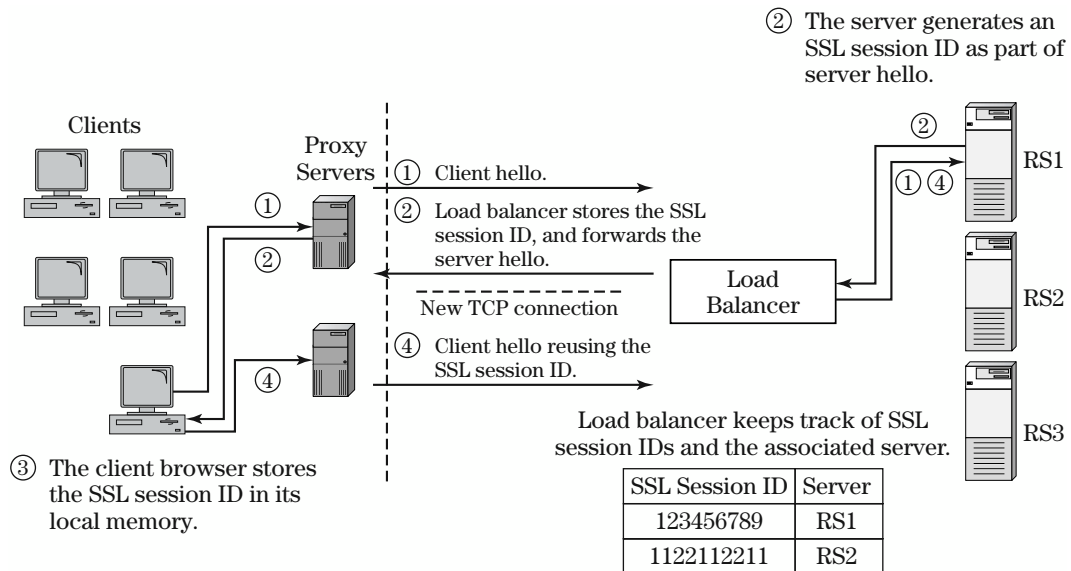 ② The server generates an
SSL session ID as part of
server hello.
Clients
Proxy
Servers
①
②
④
① Client hello.
② Load balancer stores the SSL
session ID, and forwards the
server hello.
New TCP connection
④ Client hello reusing the
SSL session ID.
②
① ④
Load
Balancer
RS1
RS2
RS3
③ The client browser stores
the SSL session ID in its
local memory.
Load balancer keeps track of SSL
session IDs and the associated server.
SSL Session ID Server
123456789 RS1
1122112211 RS2